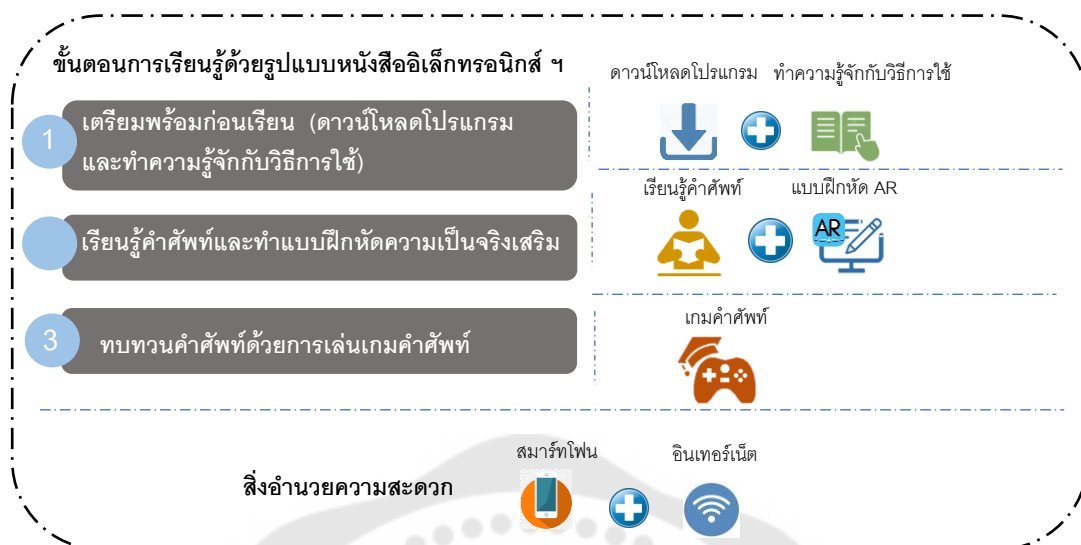 ขั้นตอนการเรียนรู้ด้วยรูปแบบหนังสืออิเล็กทรอนิกส์ ฯ
1
เตรียมพร้อมก่อนเรียน (ดาวน์โหลดโปรแกรม
และทำความรู้จักกับวิธีการใช้)
ดาวน์โหลดโปรแกรม ทำความรู้จักกับวิธีการใช้
เรียนรู้คำศัพท์และทำแบบฝึกหัดความเป็นจริงเสริม
เรียนรู้คำศัพท์ แบบฝึกหัด AR
AR
3
ทบทวนคำศัพท์ด้วยการเล่นเกมคำศัพท์
เกมคำศัพท์
สิ่งอำนวยความสะดวก
สมาร์ทโฟน อินเทอร์เน็ต